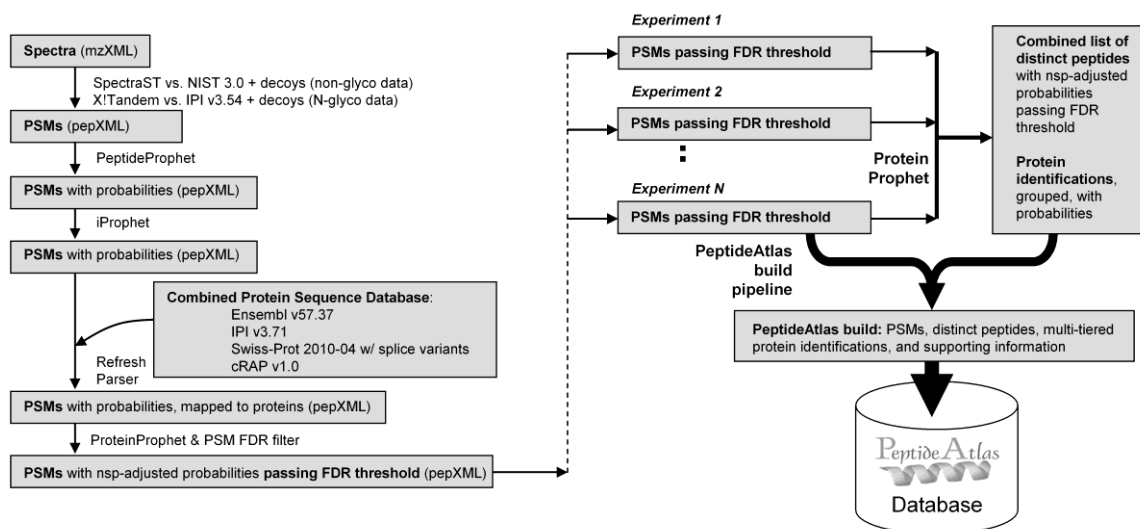 Spectra (mzXML)
SpectraST vs. NIST 3.0 + decoys (non-glyco data)
X!Tandem vs. IPI v3.54 + decoys (N-glyco data)
PSMs (pepXML)
PeptideProphet
PSMs with probabilities (pepXML)
iProphet
PSMs with probabilities (pepXML)
Combined Protein Sequence Database:
Ensembl v57.37
IPI v3.71
Swiss-Prot 2010-04 w/ splice variants
cRAP v1.0
Refresh
Parser
PSMs with probabilities, mapped to proteins (pepXML)
ProteinProphet & PSM FDR filter
PSMs with nsp-adjusted probabilities passing FDR threshold (pepXML)
Experiment 1
PSMs passing FDR threshold
Experiment 2
PSMs passing FDR threshold
:
Experiment N
PSMs passing FDR threshold
Protein
Prophet
Combined list of
distinct peptides
with nsp-adjusted
probabilities
passing FDR
threshold
Protein
identifications,
grouped, with
probabilities
PeptideAtlas
build
pipeline
PeptideAtlas build: PSMs, distinct peptides, multi-tiered
protein identifications, and supporting information
PeptideAtlas
Database